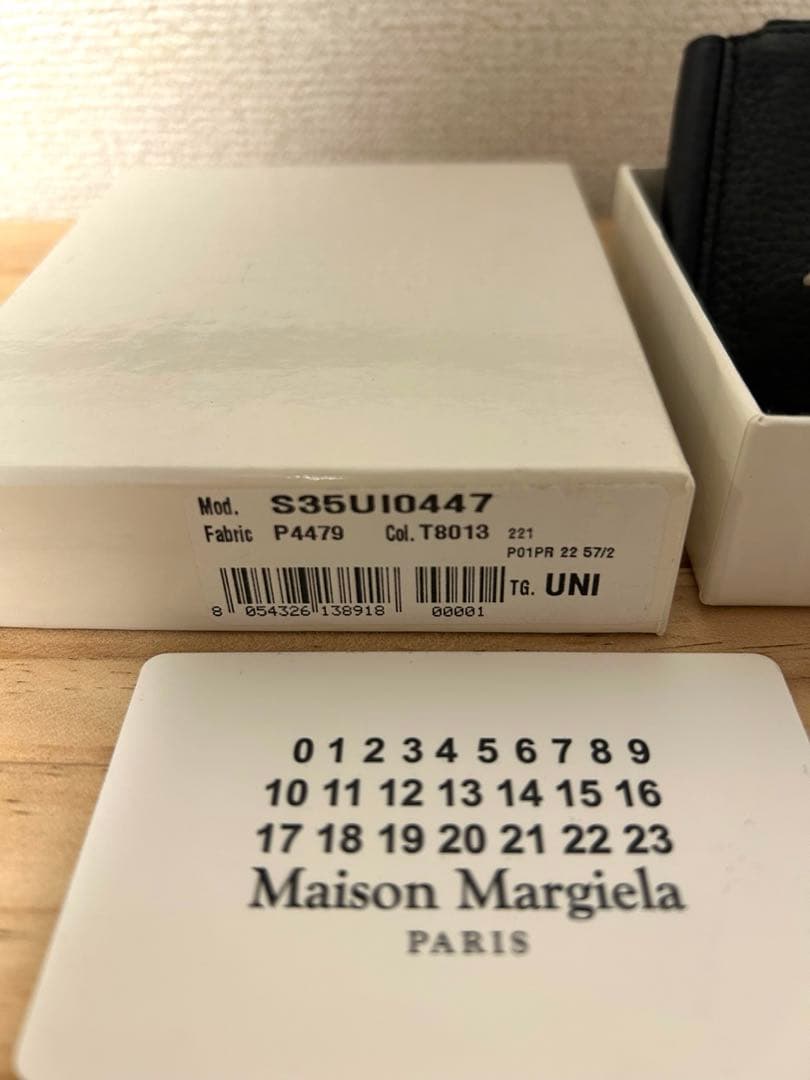 Mod. S35UI0447
Fabric P4479 Col. T8013 221
P01PR 22 57/2
8 054326 138918 00001 TG. UNI
0 1 2 3 4 5 6 7 8 9
10 11 12 13 14 15 16
17 18 19 20 21 22 23
Maison Margiela
PARIS